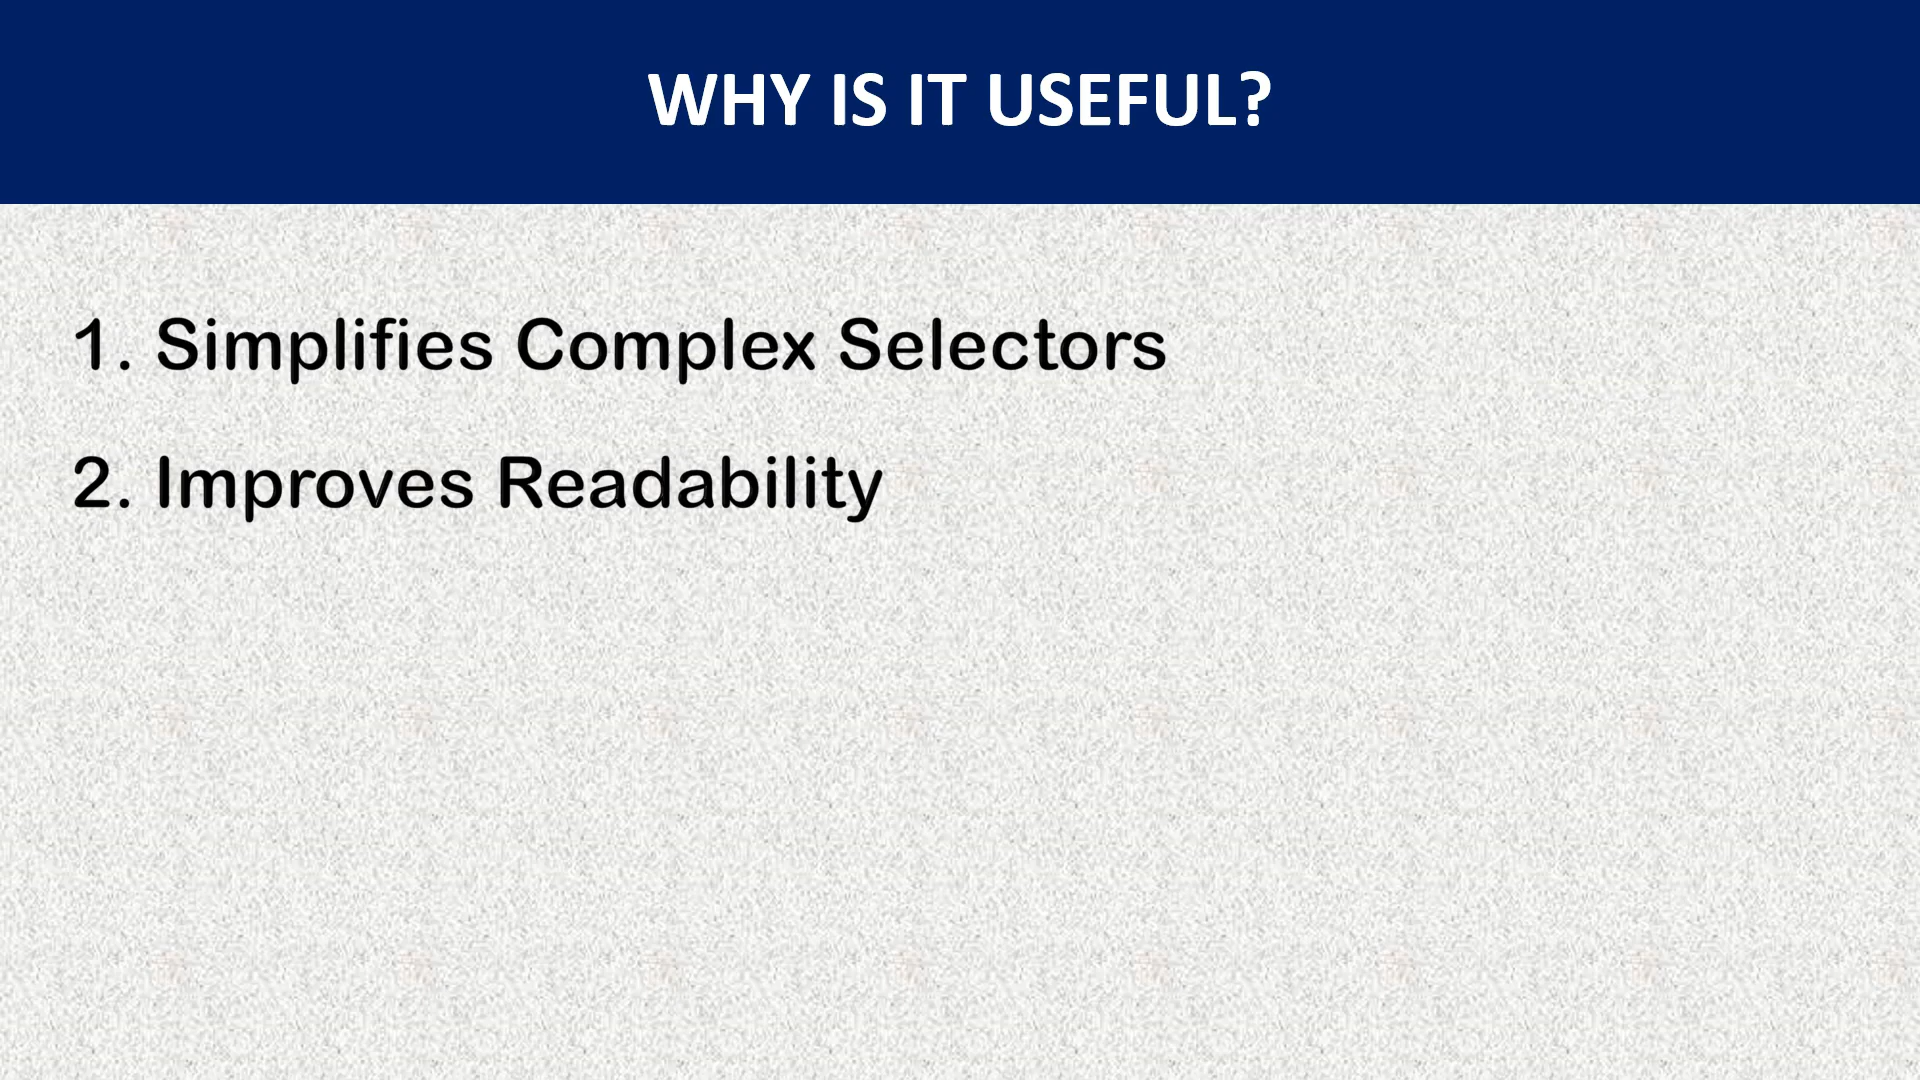 WHY IS IT USEFUL?
1. Simplifies Complex Selectors
2. Improves Readability